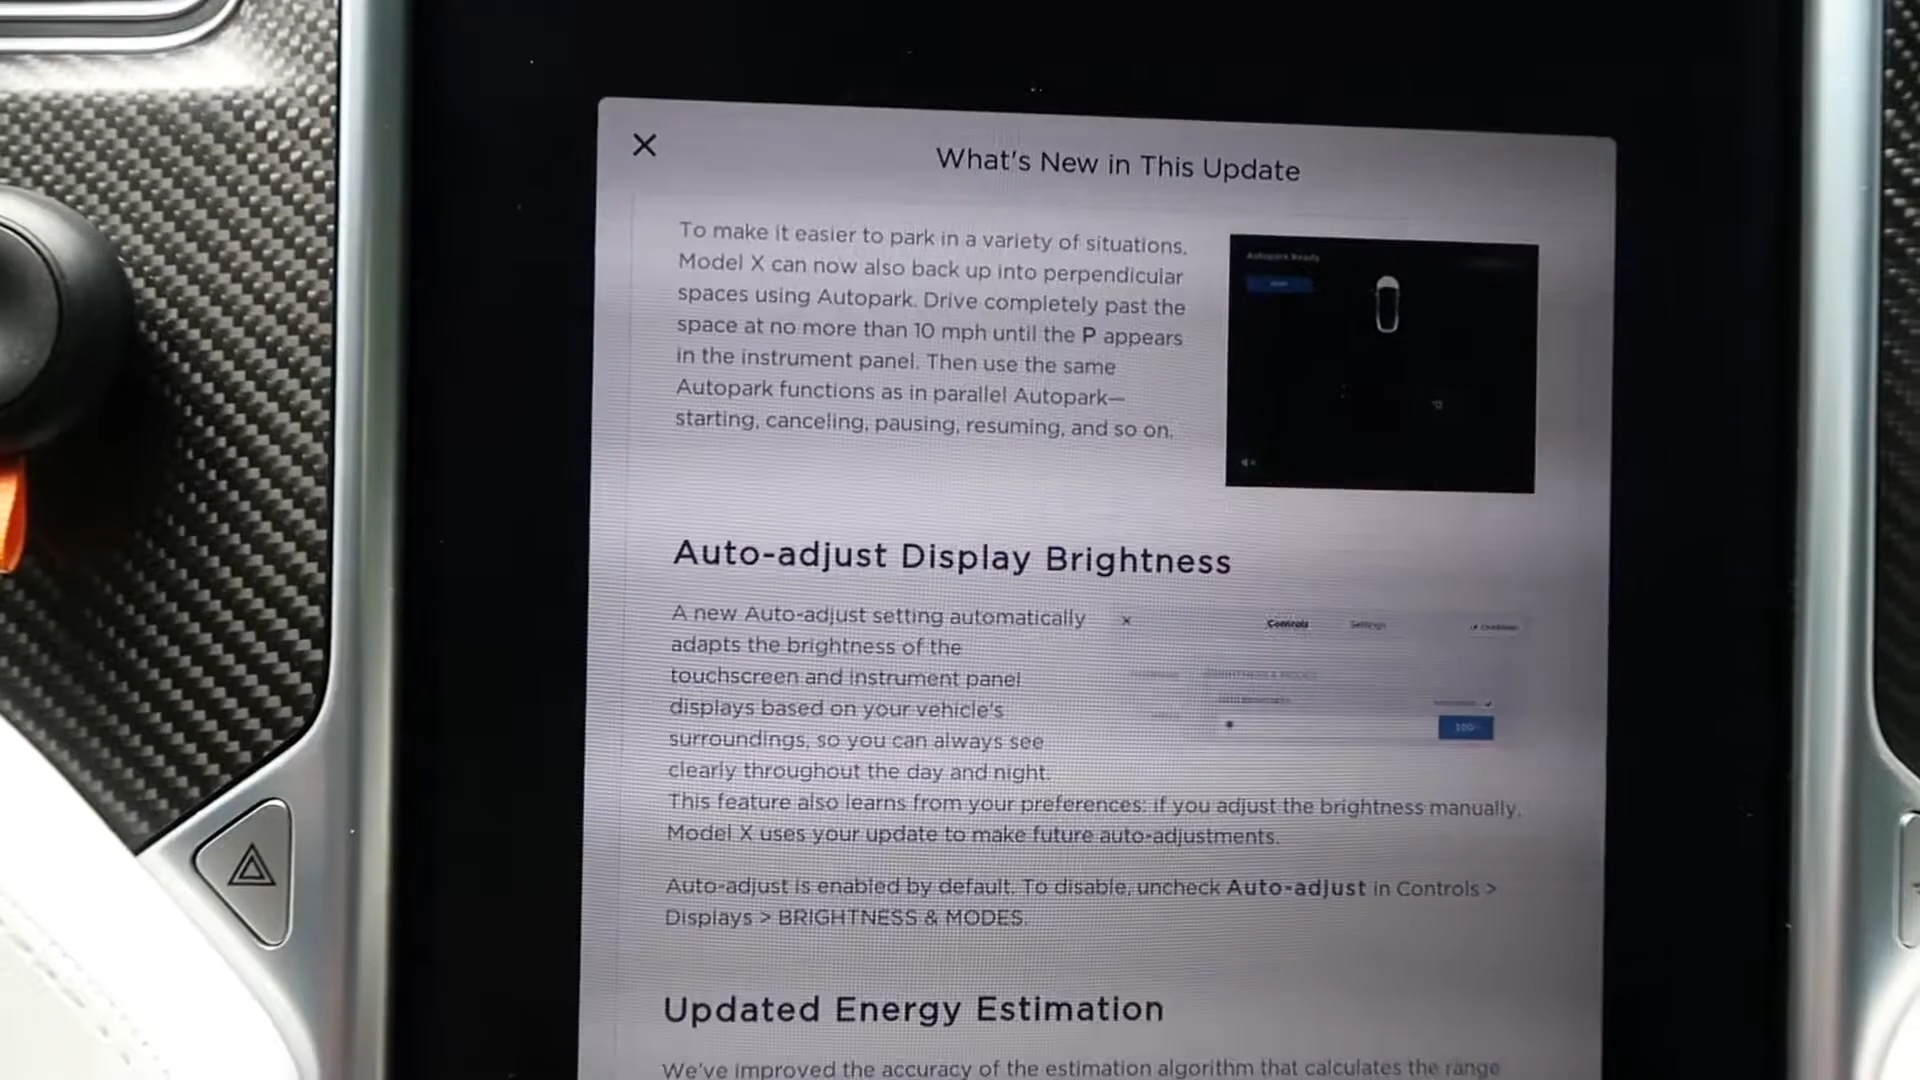 What's New in This Update
To make it easier to park in a variety of situations,
Model X can now also back up into perpendicular
spaces using Autopark. Drive completely past the
space at no more than 10 mph until the P appears
in the instrument panel. Then use the same
Autopark functions as in parallel Autopark—
starting, canceling, pausing, resuming, and so on.
Autopark Ready
Auto-adjust Display Brightness
A new Auto-adjust setting automatically
adapts the brightness of the
touchscreen and instrument panel
displays based on your vehicle's
surroundings, so you can always see
clearly throughout the day and night.
This feature also learns from your preferences: if you adjust the brightness manually,
Model X uses your update to make future auto-adjustments.
Controls
Settings
100
Auto-adjust is enabled by default. To disable, uncheck Auto-adjust in Controls >
Displays > BRIGHTNESS & MODES.
Updated Energy Estimation
We've improved the accuracy of the estimation algorithm that calculates the range